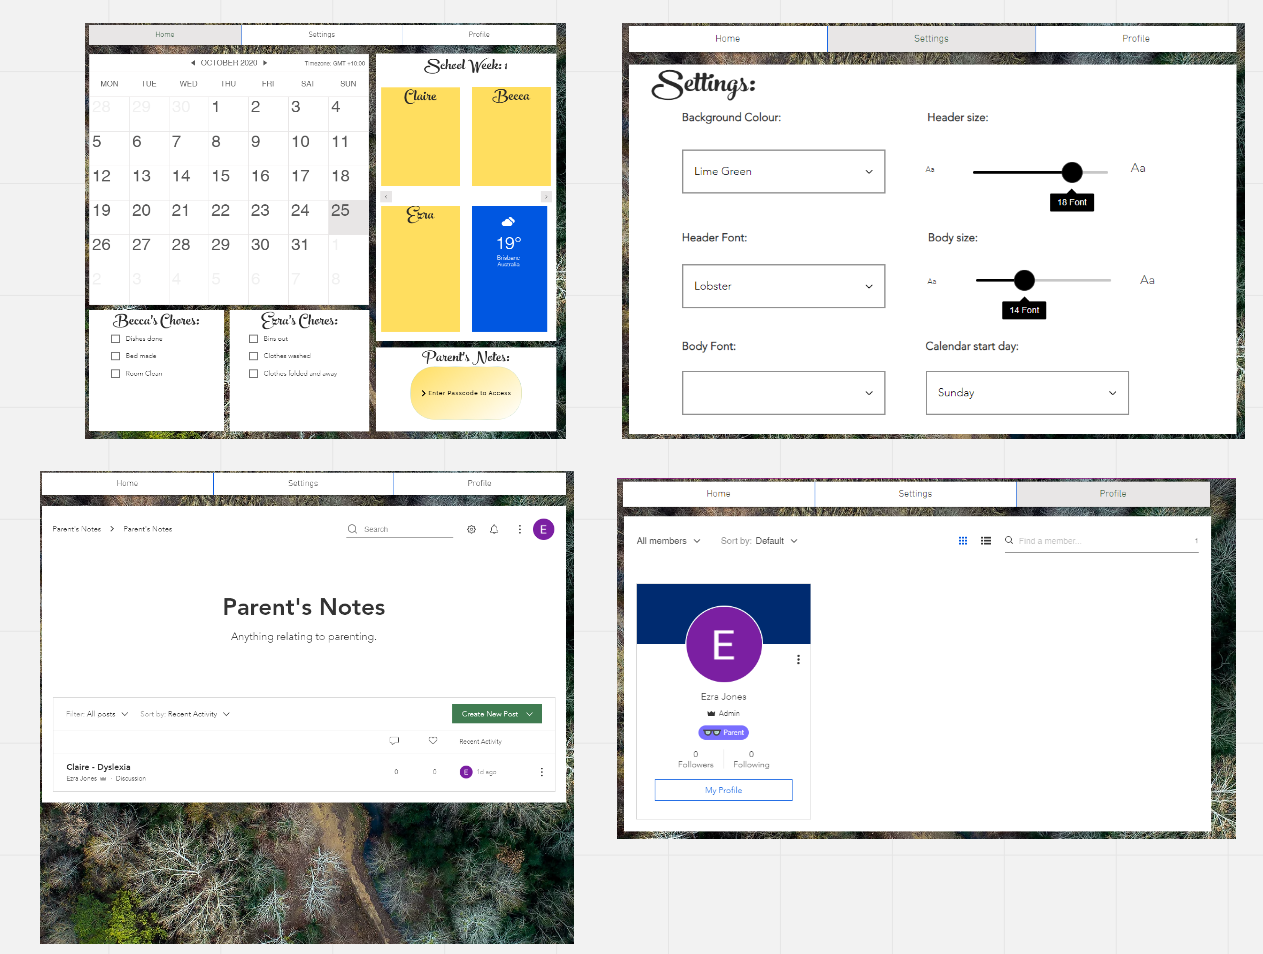 Home Settings Profile
OCTOBER 2020 Timezone: GMT +10:00
MON TUE WED THU FRI SAT SUN
28 29 30 1 2 3 4
5 6 7 8 9 10 11
12 13 14 15 16 17 18
19 20 21 22 23 24 25
26 27 28 29 30 31 1
2 3 4 5 6 7 8
School Week: 1
Claire Becca
Ezra
19°
Brisbane
Australia
Becca's Chores:
Dishes done
Bed made
Room Clean
Ezra's Chores:
Bins out
Clothes washed
Clothes folded and away
Parent's Notes:
Enter Passcode to Access
Home Settings Profile
Settings:
Background Colour: Header size:
Lime Green Aa Aa
18 Font
Header Font: Body size:
Lobster Aa Aa
14 Font
Body Font: Calendar start day:
Sunday
Home Settings Profile
Parent's Notes > Parent's Notes Search E
Parent's Notes
Anything relating to parenting.
Filter: All posts Sort by: Recent Activity Create New Post
Recent Activity
Claire - Dyslexia
Ezra Jones · Discussion 0 0 E 1d ago
Home Settings Profile
All members Sort by: Default Find a member... 1
E
Ezra Jones
Admin
Parent
0 0
Followers Following
My Profile